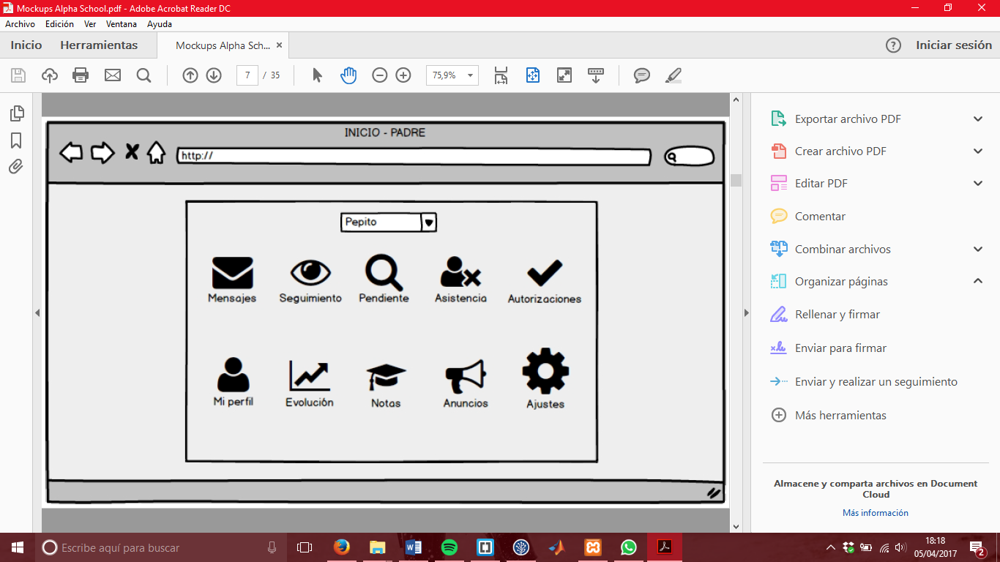 Mockups Alpha School.pdf - Adobe Acrobat Reader DC
Archivo Edición Ver Ventana Ayuda
Inicio Herramientas Mockups Alpha Sch... × ? Iniciar sesión
7 / 35 75,9%
INICIO - PADRE
http://
Pepito
Mensajes Seguimiento Pendiente Asistencia Autorizaciones
Mi perfil Evolución Notas Anuncios Ajustes
Exportar archivo PDF
Crear archivo PDF
Editar PDF
Comentar
Combinar archivos
Organizar páginas
Rellenar y firmar
Enviar para firmar
Enviar y realizar un seguimiento
Más herramientas
Almacene y comparta archivos en Document
Cloud
Más información
Escribe aquí para buscar
18:18
05/04/2017
2